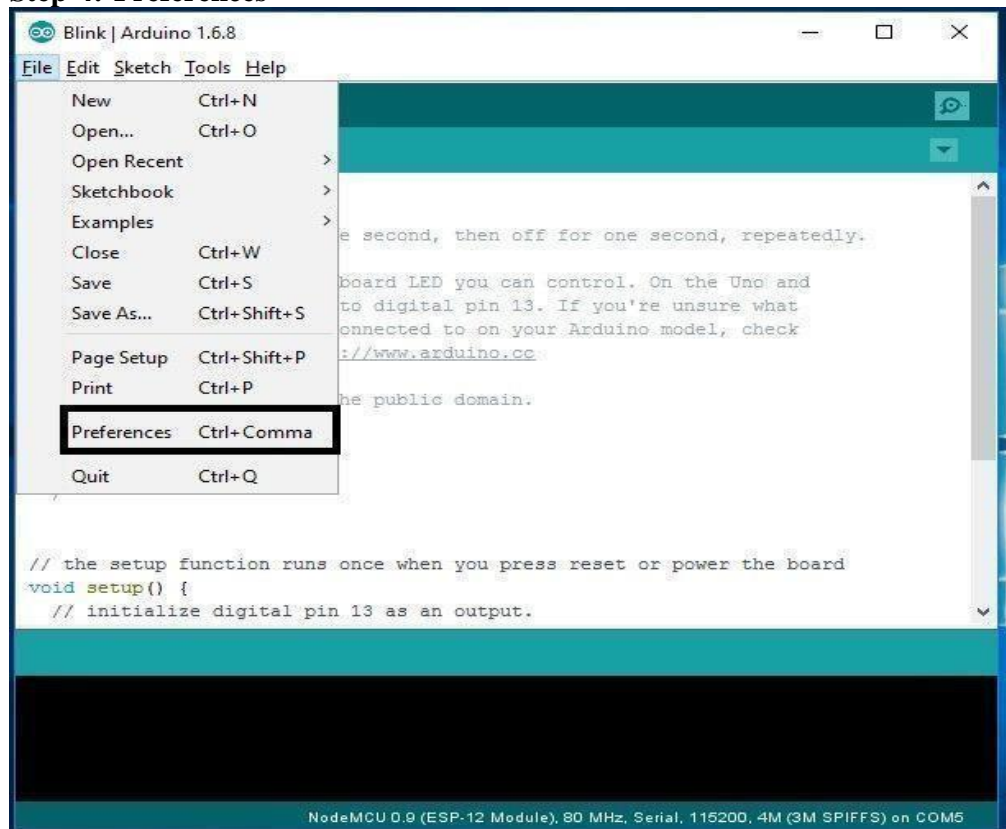 Step 4: Preferences
Blink | Arduino 1.6.8
File Edit Sketch Tools Help
New Ctrl+N
Open... Ctrl+O
Open Recent >
Sketchbook >
Examples >
Close Ctrl+W
Save Ctrl+S
Save As... Ctrl+Shift+S
Page Setup Ctrl+Shift+P
Print Ctrl+P
Preferences Ctrl+Comma
Quit Ctrl+Q
e second, then off for one second, repeatedly.
board LED you can control. On the Uno and
to digital pin 13. If you're unsure what
onnected to on your Arduino model, check
://www.arduino.cc
he public domain.
/
// the setup function runs once when you press reset or power the board
void setup() {
// initialize digital pin 13 as an output.
NodeMCU 0.9 (ESP-12 Module), 80 MHz, Serial, 115200, 4M (3M SPIFFS) on COM5